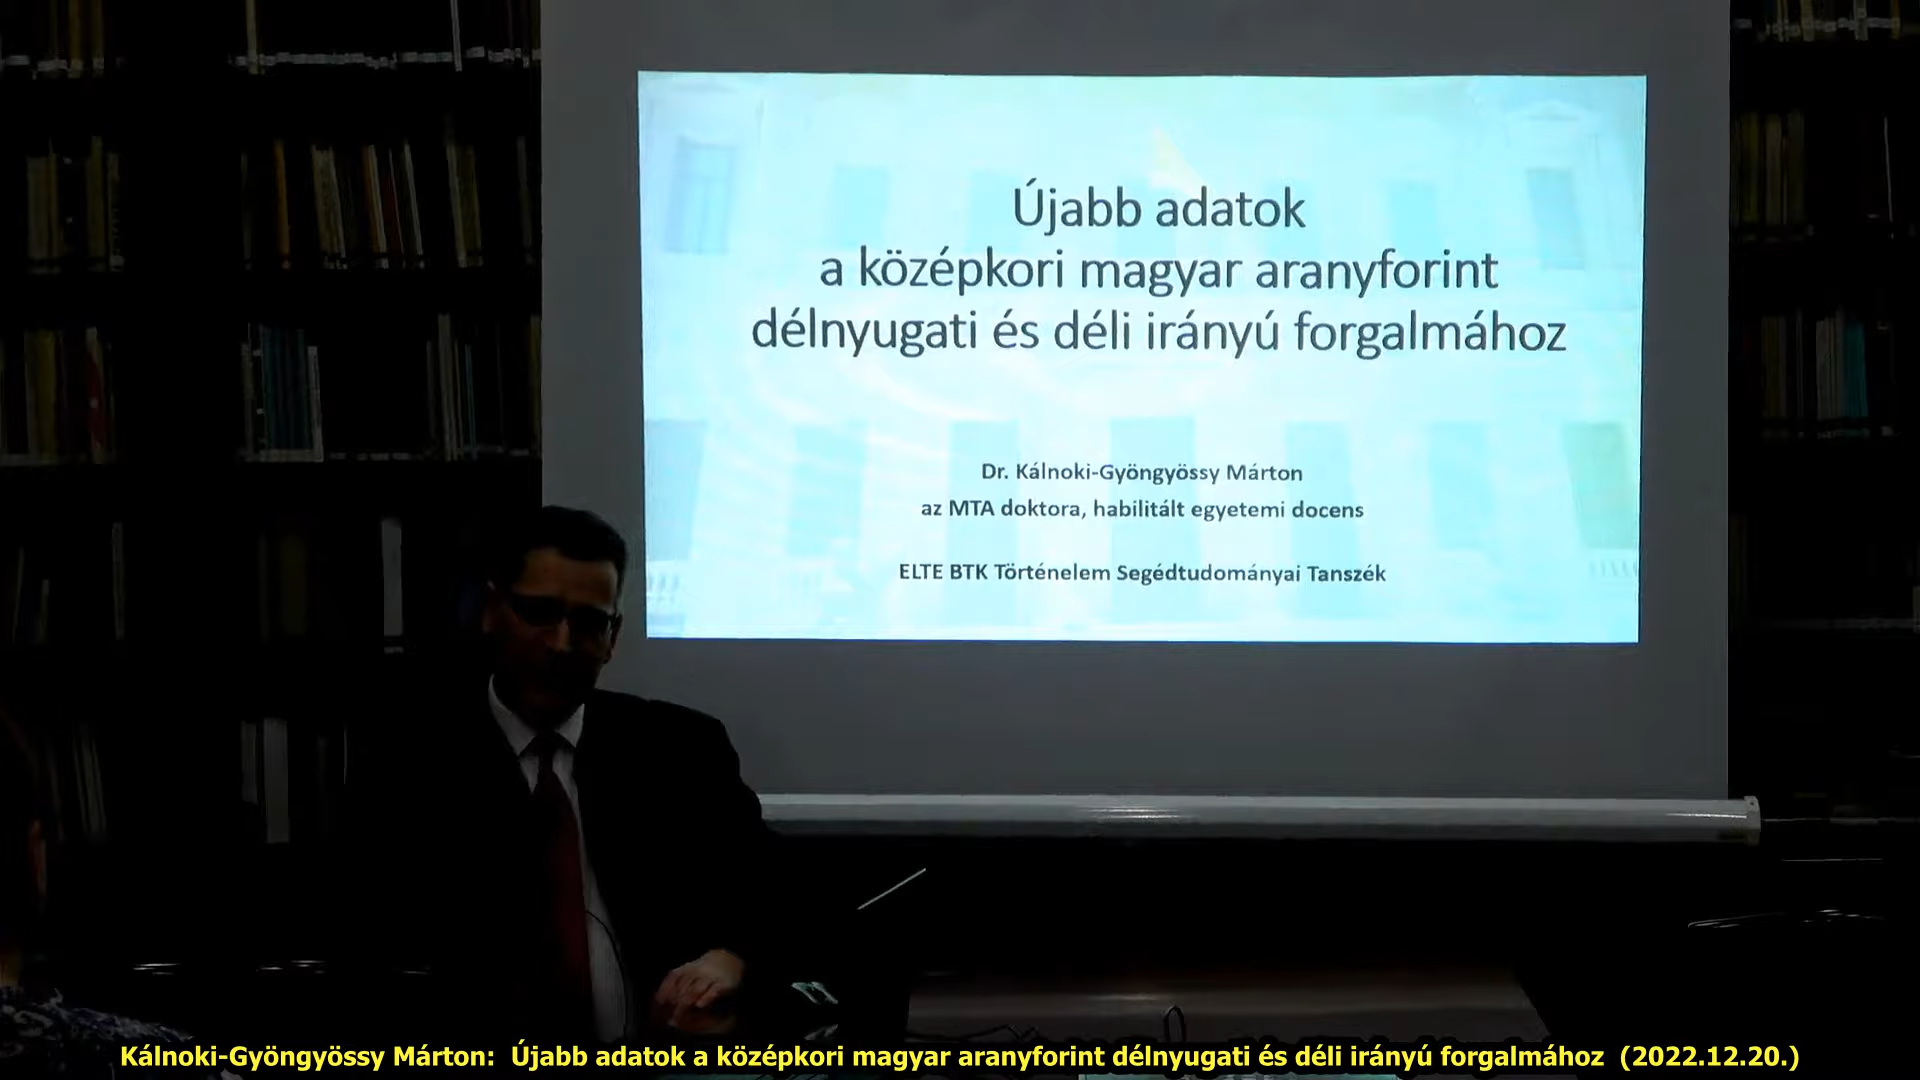 Újabb adatok
a középkori magyar aranyforint
délnyugati és déli irányú forgalmához
Dr. Kálnoki-Gyöngyössy Márton
az MTA doktora, habilitált egyetemi docens
ELTE BTK Történelem Segédtudományai Tanszék
Kálnoki-Gyöngyössy Márton: Újabb adatok a középkori magyar aranyforint délnyugati és déli irányú forgalmához (2022.12.20.)